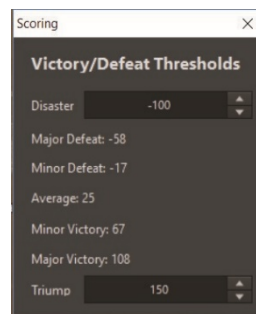 Scoring
Victory/Defeat Thresholds
Disaster -100
Major Defeat: -58
Minor Defeat: -17
Average: 25
Minor Victory: 67
Major Victory: 108
Triump 150